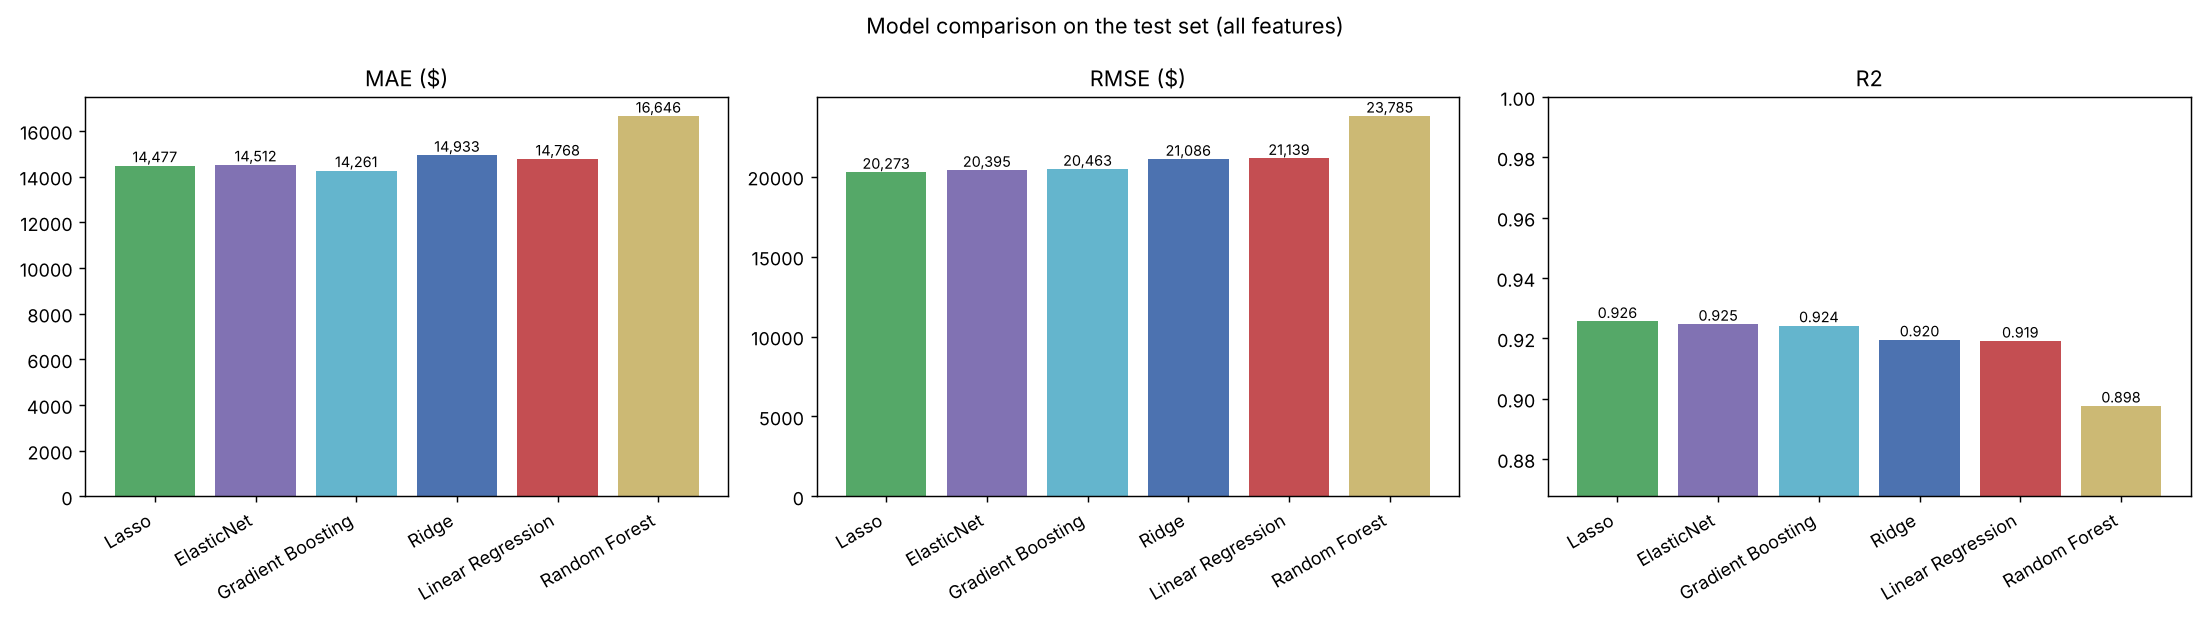 Model comparison on the test set (all features)
MAE ($)
16000
14000
12000
10000
8000
6000
4000
2000
0
14,477
14,512
14,261
14,933
14,768
16,646
Lasso
ElasticNet
Gradient Boosting
Ridge
Linear Regression
Random Forest
RMSE ($)
20000
15000
10000
5000
0
20,273
20,395
20,463
21,086
21,139
23,785
Lasso
ElasticNet
Gradient Boosting
Ridge
Linear Regression
Random Forest
R2
1.00
0.98
0.96
0.94
0.92
0.90
0.88
0.926
0.925
0.924
0.920
0.919
0.898
Lasso
ElasticNet
Gradient Boosting
Ridge
Linear Regression
Random Forest